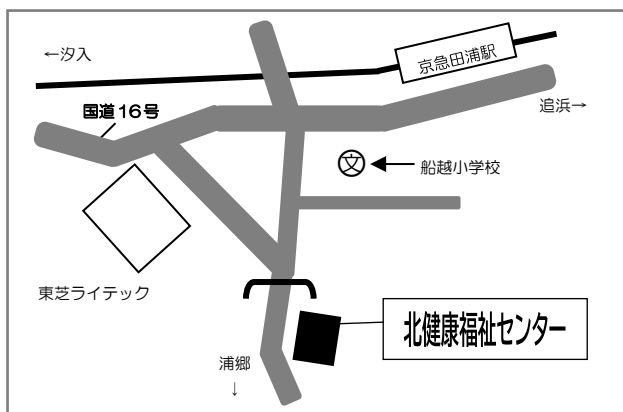 ←汐入
京急田浦駅
国道16号
追浜→
文
船越小学校
東芝ライテック
北健康福祉センター
浦郷
↓